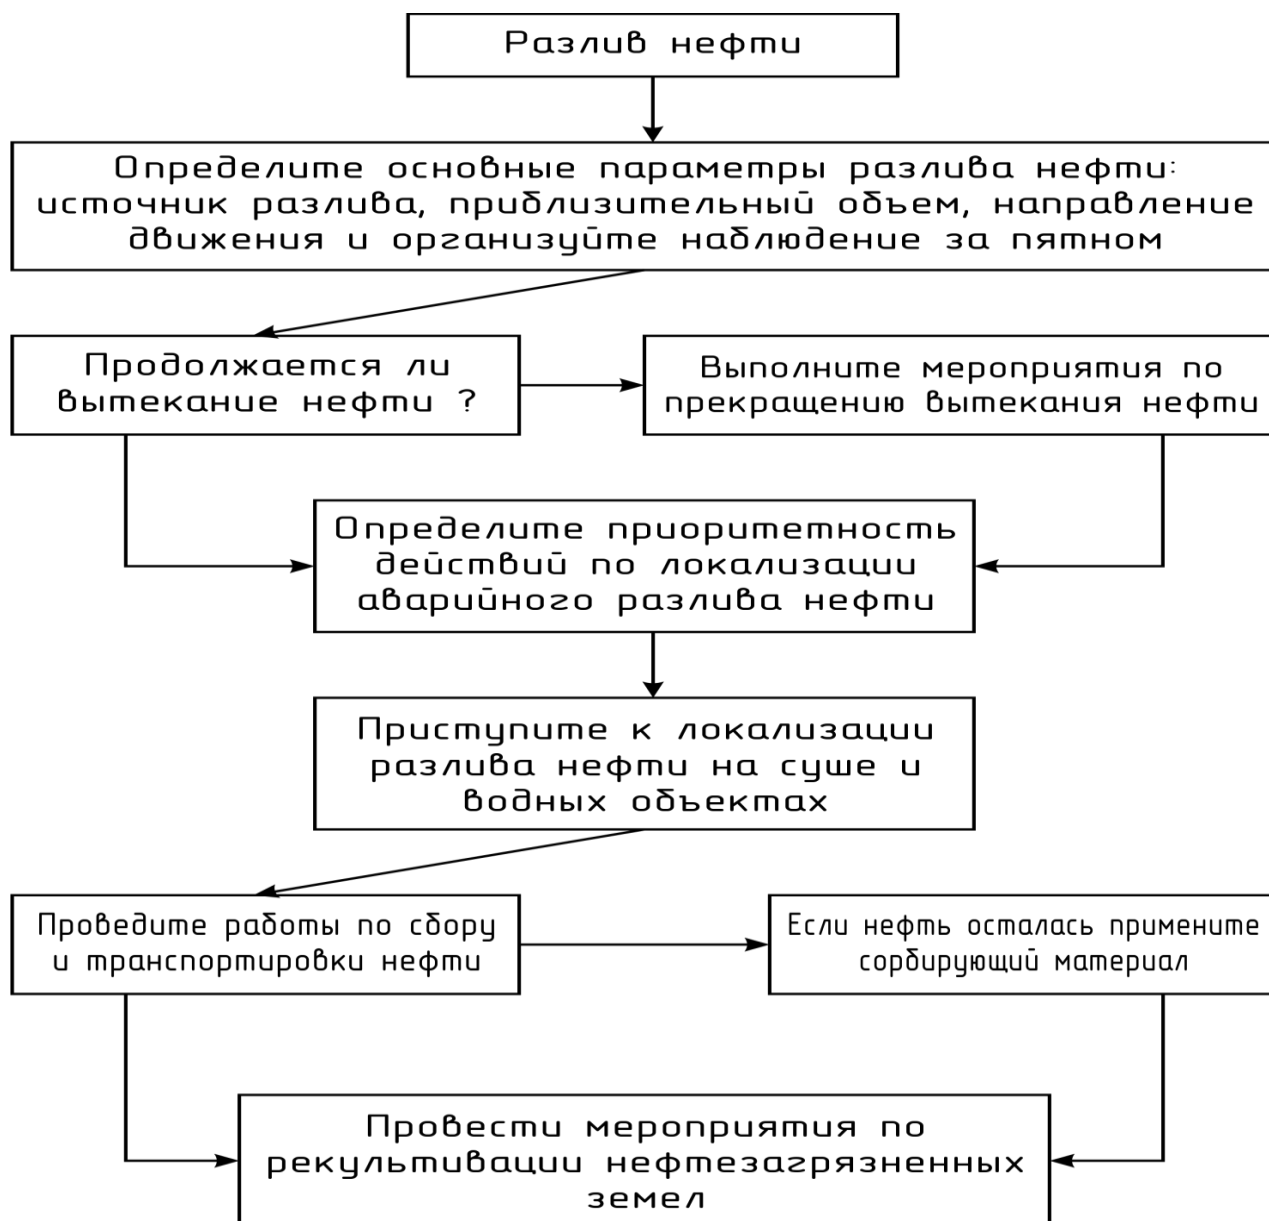 Разлив нефти
Определите основные параметры разлива нефти:
источник разлива, приблизительный объем, направление
движения и организуйте наблюдение за пятном
Продолжается ли
вытекание нефти ?
Выполните мероприятия по
прекращению вытекания нефти
Определите приоритетность
действий по локализации
аварийного разлива нефти
Приступите к локализации
разлива нефти на суше и
водных объектах
Проведите работы по сбору
и транспортировки нефти
Если нефть осталась примените
сорбирующий материал
Провести мероприятия по
рекультивации нефтезагрязненных
земел